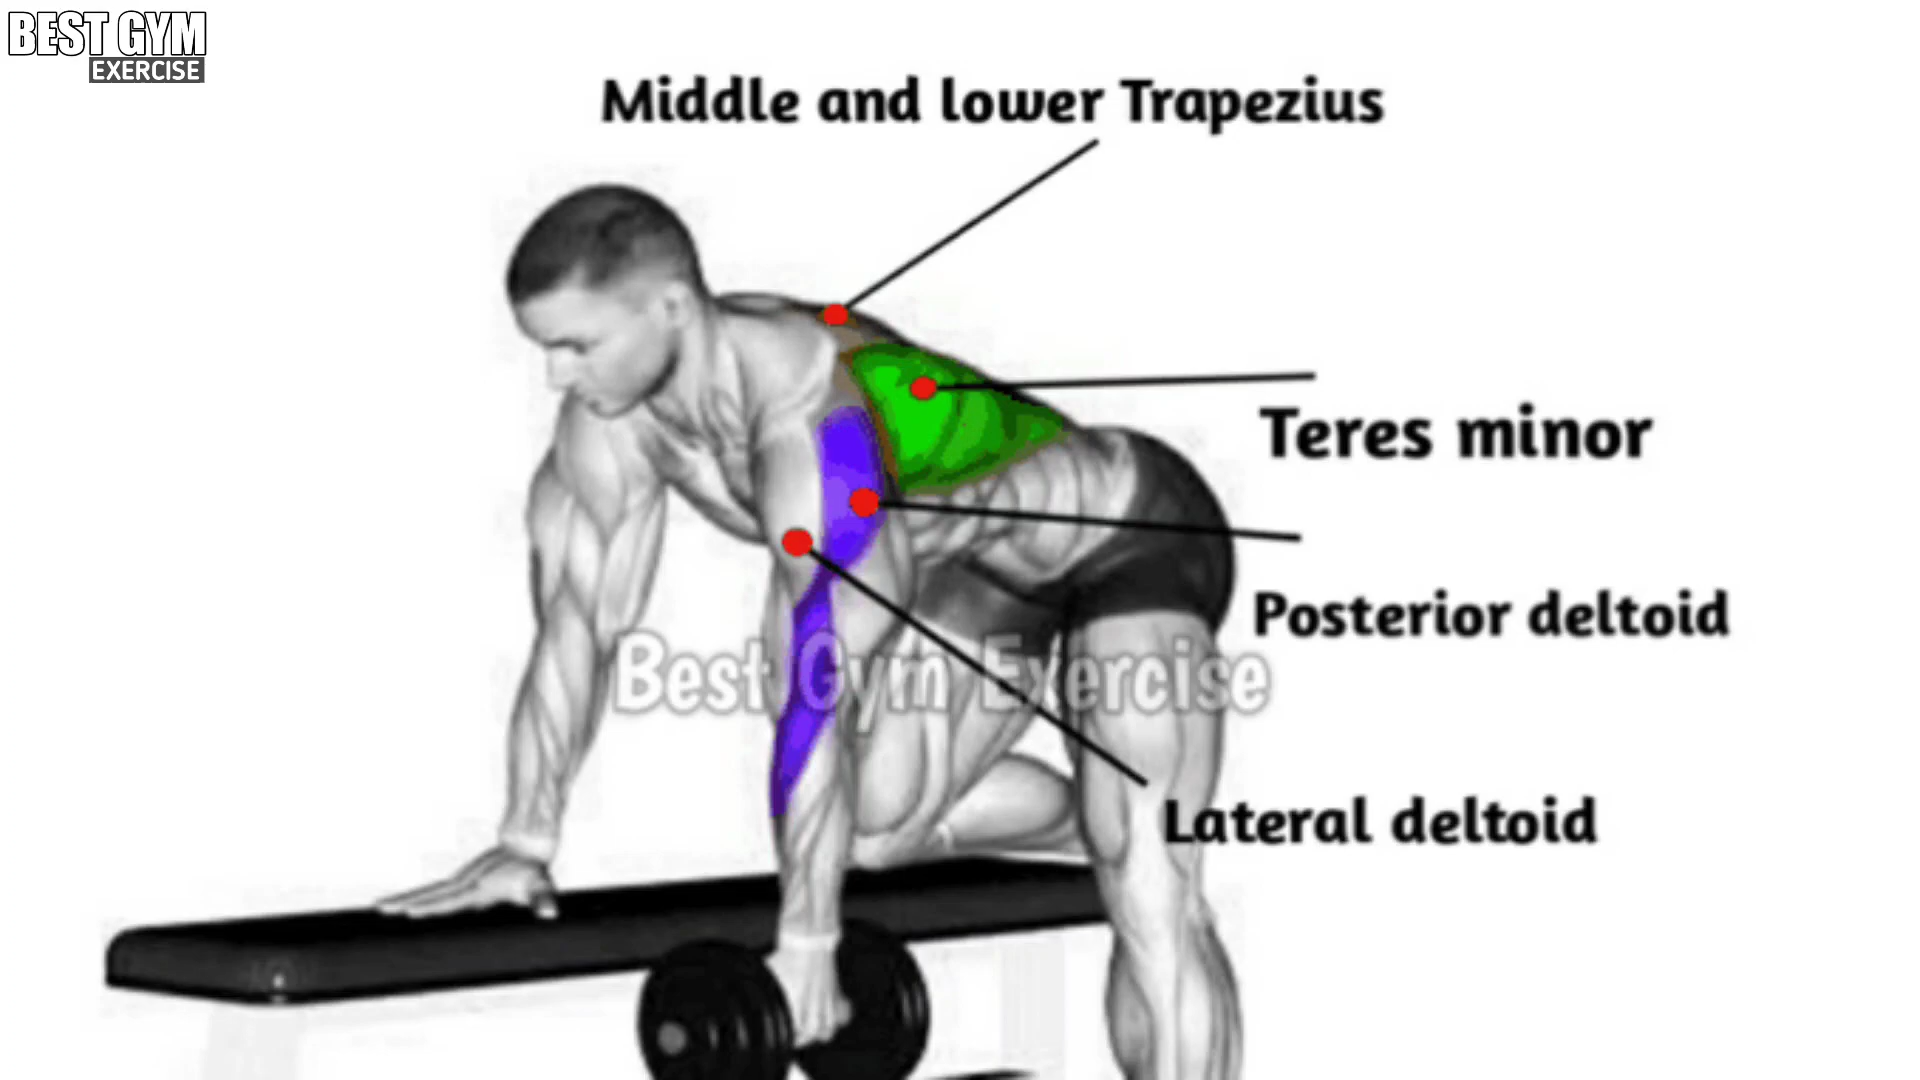 BEST GYM
EXERCISE
Middle and lower Trapezius
Teres minor
Posterior deltoid
Best Gym Exercise
Lateral deltoid